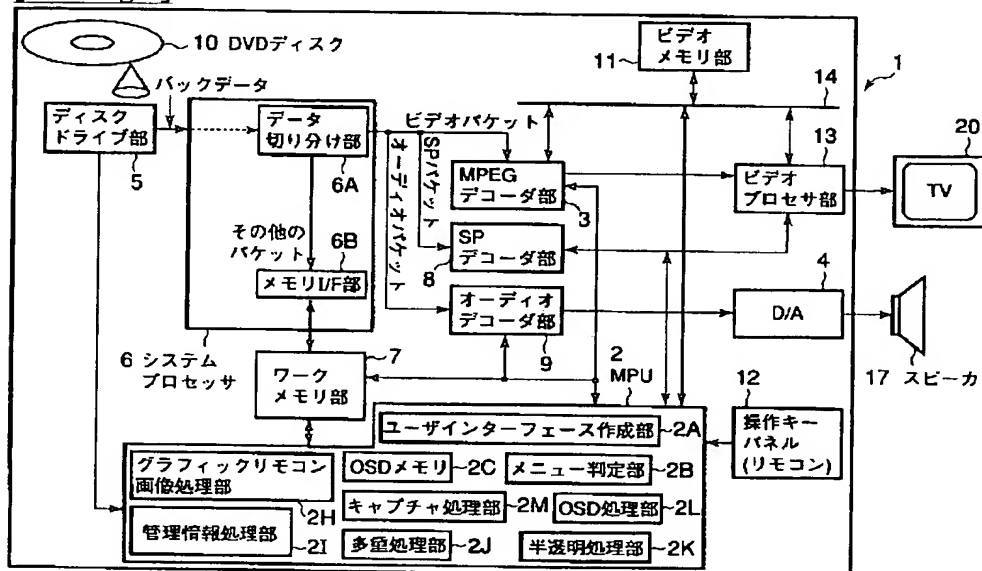 10 DVDディスク
パックデータ
ディスク
ドライブ部
5
データ
切り分け部
6A
その他の
パケット
6B
メモリI/F部
6 システム
プロセッサ
ワーク
メモリ部
7
ビデオパケット
SPパケット
オーディオパケット
MPEG
デコーダ部
3
SP
デコーダ部
8
オーディオ
デコーダ部
9
ビデオ
メモリ部
11
14
1
13
ビデオ
プロセサ部
20
TV
4
D/A
17 スピーカ
2
MPU
12
操作キー
パネル
(リモコン)
ユーザインターフェース作成部 2A
グラフィックリモコン
画像処理部
2H
OSDメモリ 2C
メニュー判定部 2B
キャプチャ処理部 2M
OSD処理部 2L
管理情報処理部
2I
多重処理部 2J
半透明処理部 2K